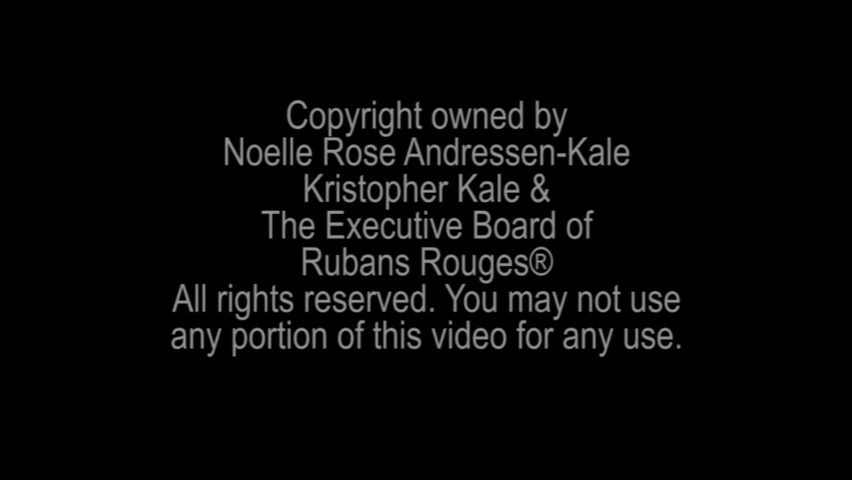 Copyright owned by
Noelle Rose Andressen-Kale
Kristopher Kale &
The Executive Board of
Rubans Rouges®
All rights reserved. You may not use
any portion of this video for any use.